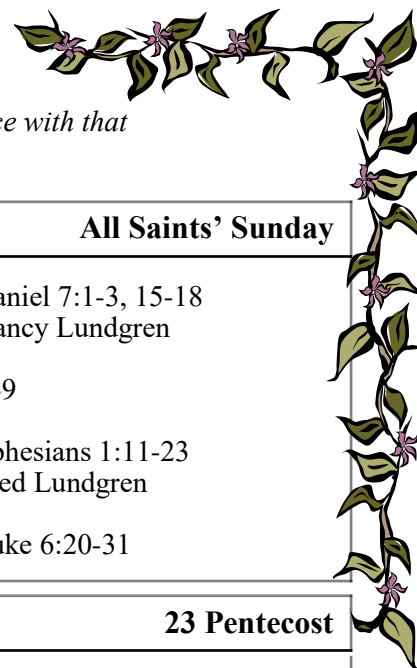 ce with that
All Saints’ Sunday
aniel 7:1-3, 15-18
ancy Lundgren
9
phesians 1:11-23
ed Lundgren
uke 6:20-31
23 Pentecost